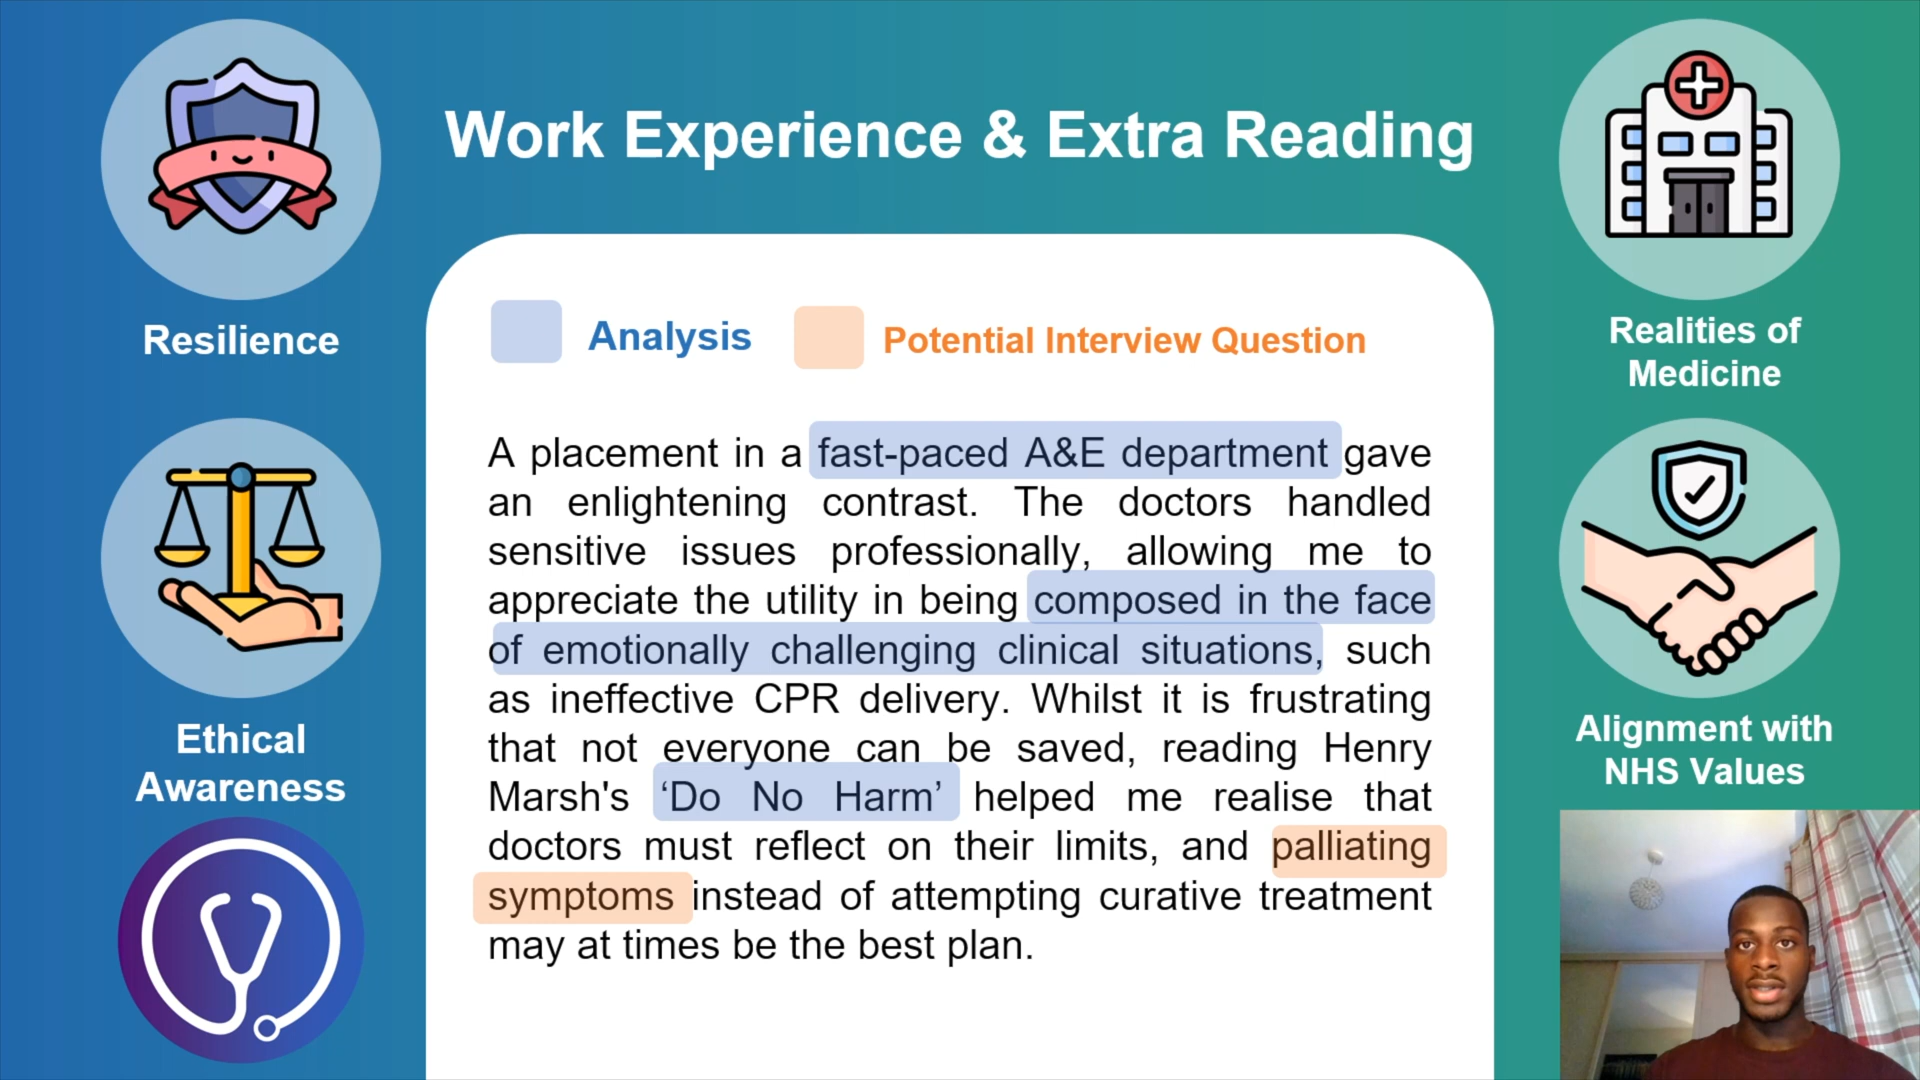 Work Experience & Extra Reading
Resilience
Ethical
Awareness
Analysis
Potential Interview Question
A placement in a fast-paced A&E department gave
an enlightening contrast. The doctors handled
sensitive issues professionally, allowing me to
appreciate the utility in being composed in the face
of emotionally challenging clinical situations, such
as ineffective CPR delivery. Whilst it is frustrating
that not everyone can be saved, reading Henry
Marsh's ‘Do No Harm’ helped me realise that
doctors must reflect on their limits, and palliating
symptoms instead of attempting curative treatment
may at times be the best plan.
Realities of
Medicine
Alignment with
NHS Values